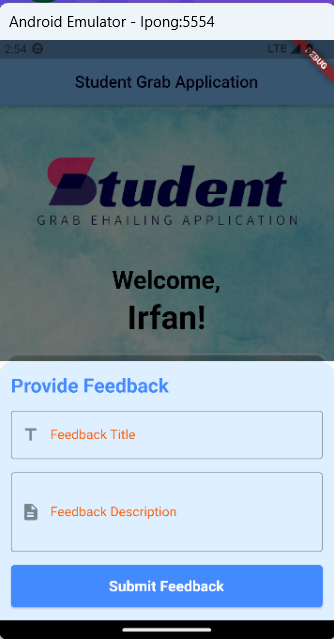 Android Emulator - Ipong:5554
2:54 LTE
DEBUG
Student Grab Application
Student
GRAB EHAILING APPLICATION
Welcome,
Irfan!
Provide Feedback
Feedback Title
Feedback Description
Submit Feedback